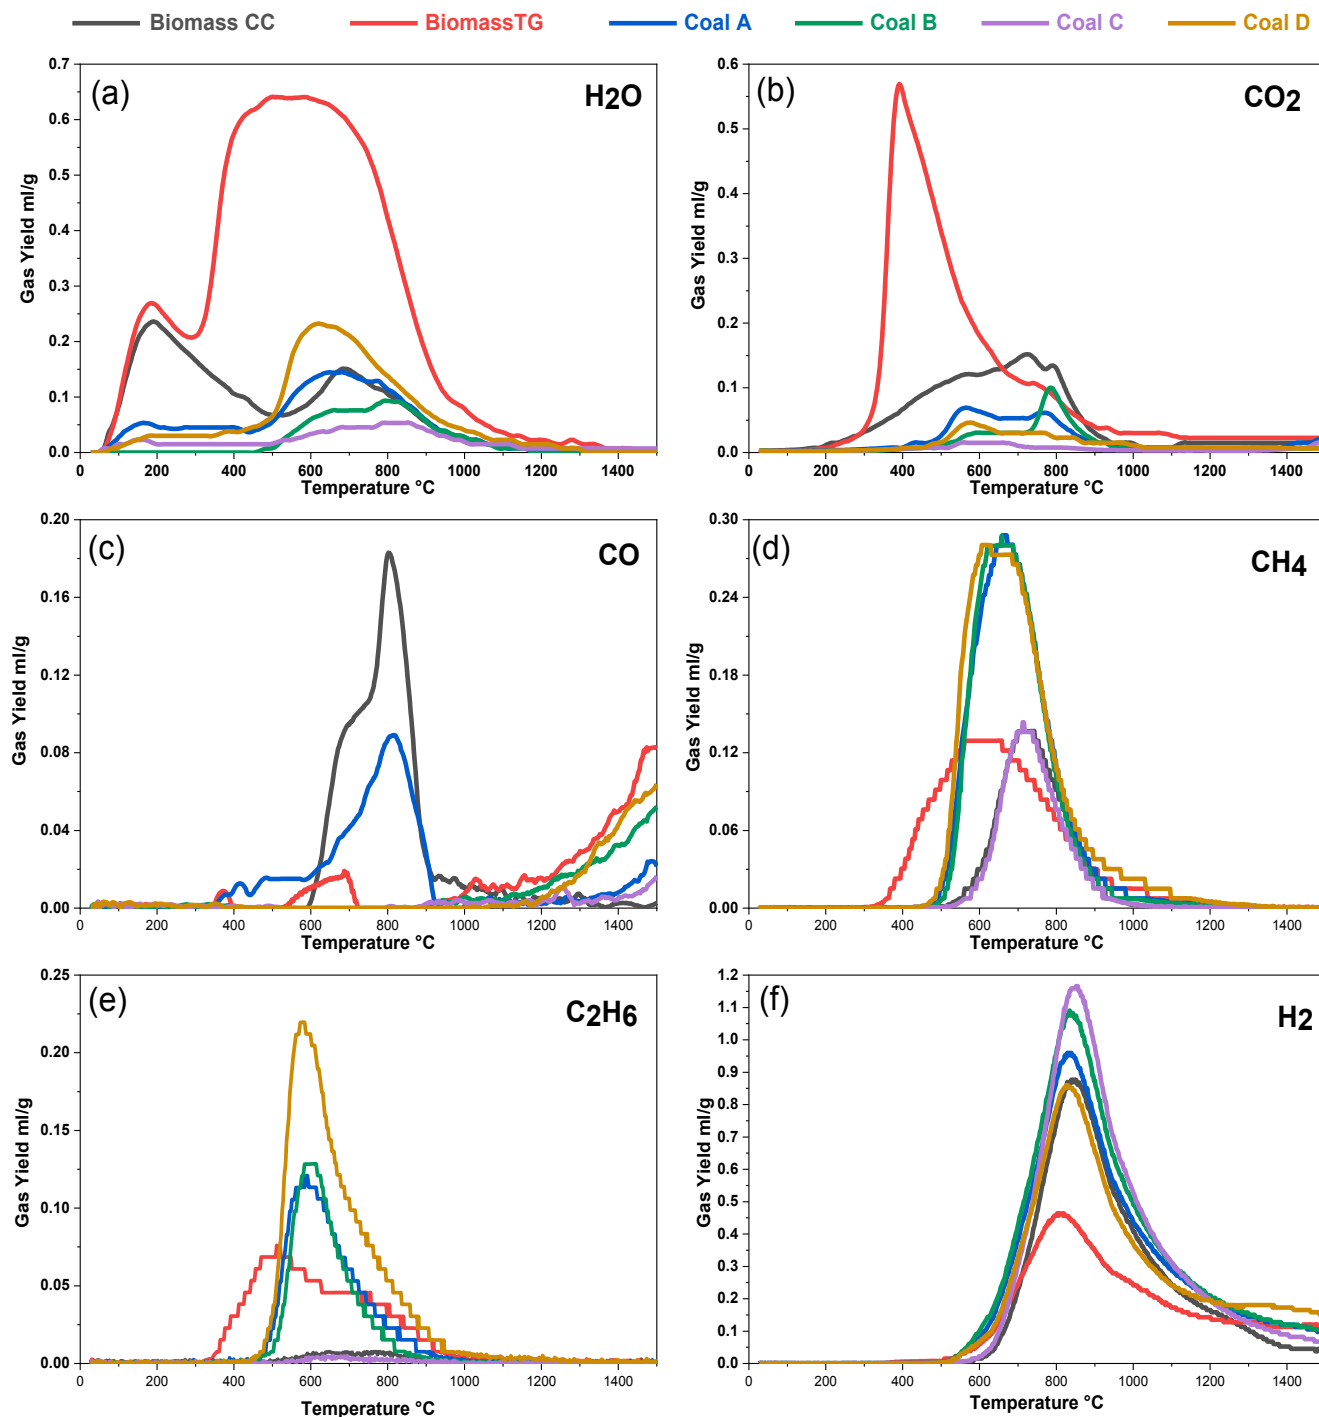 Biomass CC BiomassTG Coal A Coal B Coal C Coal D
(a) H2O
Gas Yield ml/g
0.7
0.6
0.5
0.4
0.3
0.2
0.1
0.0
0 200 400 600 800 1000 1200 1400
Temperature °C
(b) CO2
Gas Yield ml/g
0.6
0.5
0.4
0.3
0.2
0.1
0.0
0 200 400 600 800 1000 1200 1400
Temperature °C
(c) CO
Gas Yield ml/g
0.20
0.16
0.12
0.08
0.04
0.00
0 200 400 600 800 1000 1200 1400
Temperature °C
(d) CH4
Gas Yield ml/g
0.30
0.24
0.18
0.12
0.06
0.00
0 200 400 600 800 1000 1200 1400
Temperature °C
(e) C2H6
Gas Yield ml/g
0.25
0.20
0.15
0.10
0.05
0.00
0 200 400 600 800 1000 1200 1400
Temperature °C
(f) H2
Gas Yield ml/g
1.2
1.1
1.0
0.9
0.8
0.7
0.6
0.5
0.4
0.3
0.2
0.1
0.0
0 200 400 600 800 1000 1200 1400
Temperature °C